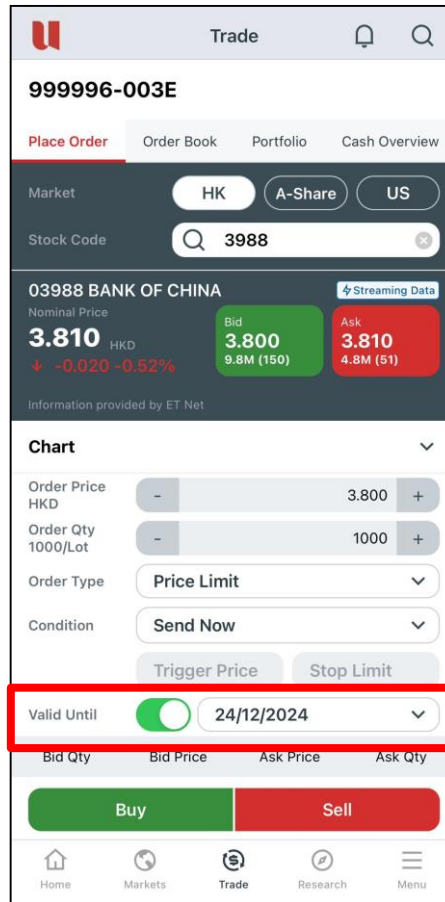 Trade
999996-003E
Place Order Order Book Portfolio Cash Overview
Market HK A-Share US
Stock Code 3988
03988 BANK OF CHINA Streaming Data
Nominal Price
3.810 HKD
-0.020 -0.52%
Bid
3.800
9.8M (150)
Ask
3.810
4.8M (51)
Information provided by ET Net
Chart
Order Price
HKD
- 3.800 +
Order Qty
1000/Lot
- 1000 +
Order Type Price Limit
Condition Send Now
Trigger Price Stop Limit
Valid Until 24/12/2024
Bid Qty Bid Price Ask Price Ask Qty
Buy Sell
Home Markets Trade Research Menu